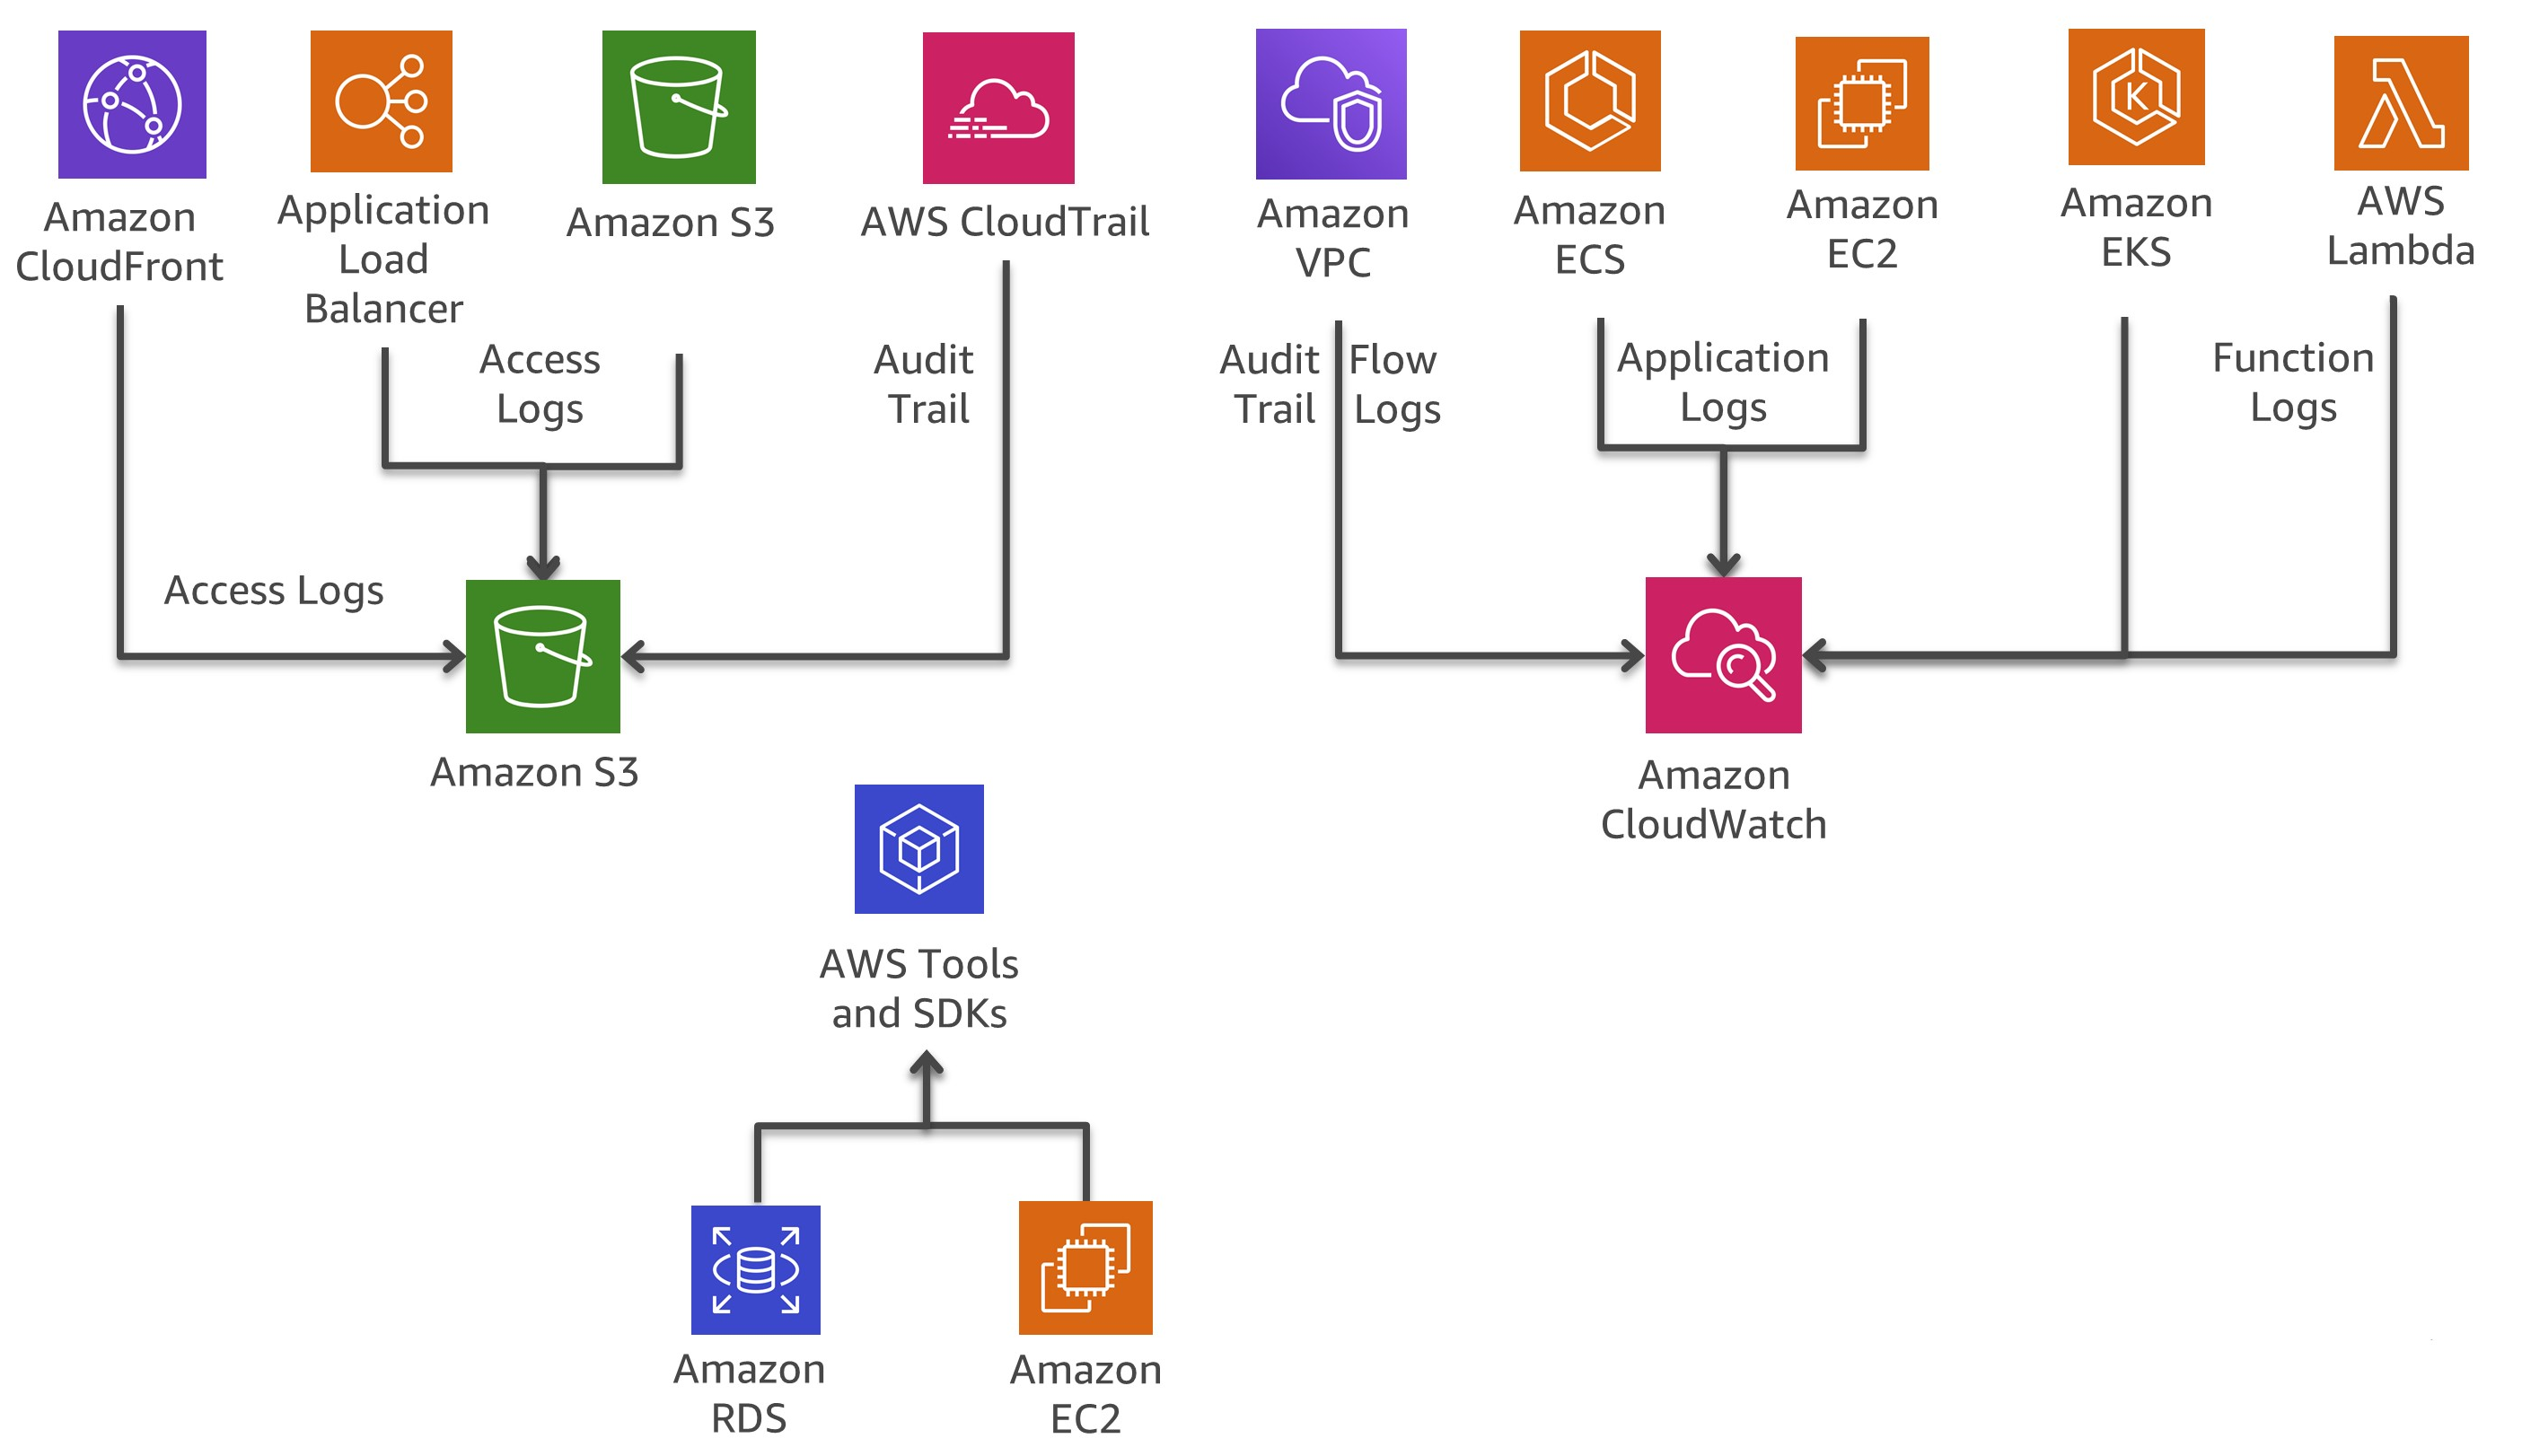 Amazon
CloudFront
Application
Load
Balancer
Amazon S3
AWS CloudTrail
Amazon
VPC
Amazon
ECS
Amazon
EC2
K
Amazon
EKS
AWS
Lambda
Access
Logs
Audit
Trail
Audit
Trail
Flow
Logs
Application
Logs
Function
Logs
Access Logs
Amazon S3
Amazon
CloudWatch
AWS Tools
and SDKs
Amazon
RDS
Amazon
EC2